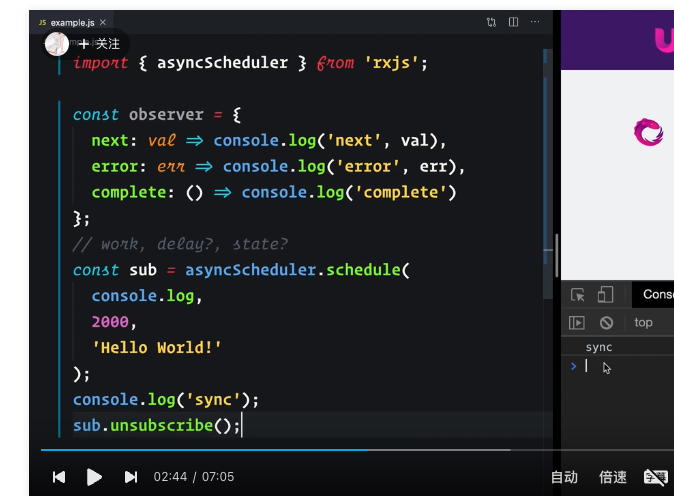 JS example.js ×
+ 关注
import { asyncScheduler } from 'rxjs';
const observer = {
next: val => console.log('next', val),
error: err => console.log('error', err),
complete: () => console.log('complete')
};
// work, delay?, state?
const sub = asyncScheduler.schedule(
console.log,
2000,
'Hello World!'
);
console.log('sync');
sub.unsubscribe();
Conso
top
sync
>
02:44 / 07:05
自动 倍速 字幕